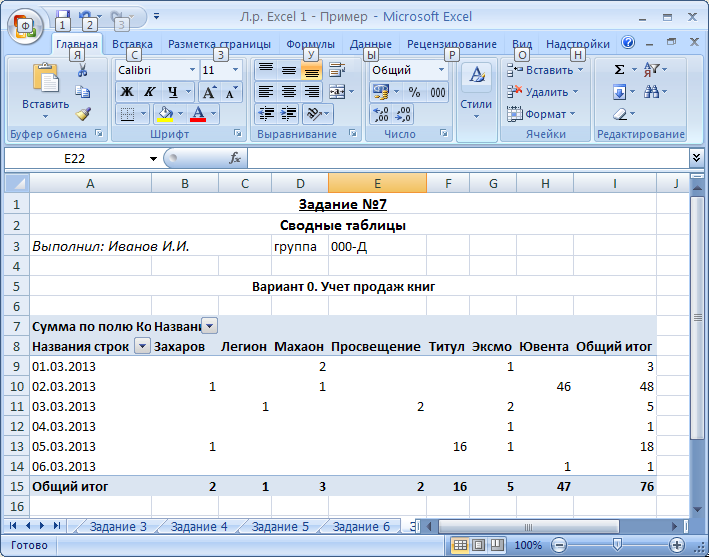 Л.р. Excel 1 - Пример - Microsoft Excel
1 2 3
Ф
Главная Вставка Разметка страницы Формулы Данные Рецензирование Вид Надстройки
Я С З У Ы Р О Н
Вставить
Буфер обмена
Calibri 11
Ж К Ч A A
A
Шрифт
Выравнивание
Общий
% 000
Число
Стили
Вставить
Удалить
Формат
Ячейки
Σ
Редактирование
E22 fx
A B C D E F G H I J
1 Задание №7
2 Сводные таблицы
3 Выполнил: Иванов И.И. группа 000-Д
4
5 Вариант 0. Учет продаж книг
6
7 Сумма по полю Ко Названи
8 Названия строк Захаров Легион Махаон Просвещение Титул Эксмо Ювента Общий итог
9 01.03.2013 2 1 3
10 02.03.2013 1 1 46 48
11 03.03.2013 1 2 2 5
12 04.03.2013 1 1
13 05.03.2013 1 16 1 18
14 06.03.2013 1 1
15 Общий итог 2 1 3 2 16 5 47 76
16
Задание 3 Задание 4 Задание 5 Задание 6
Готово 100%